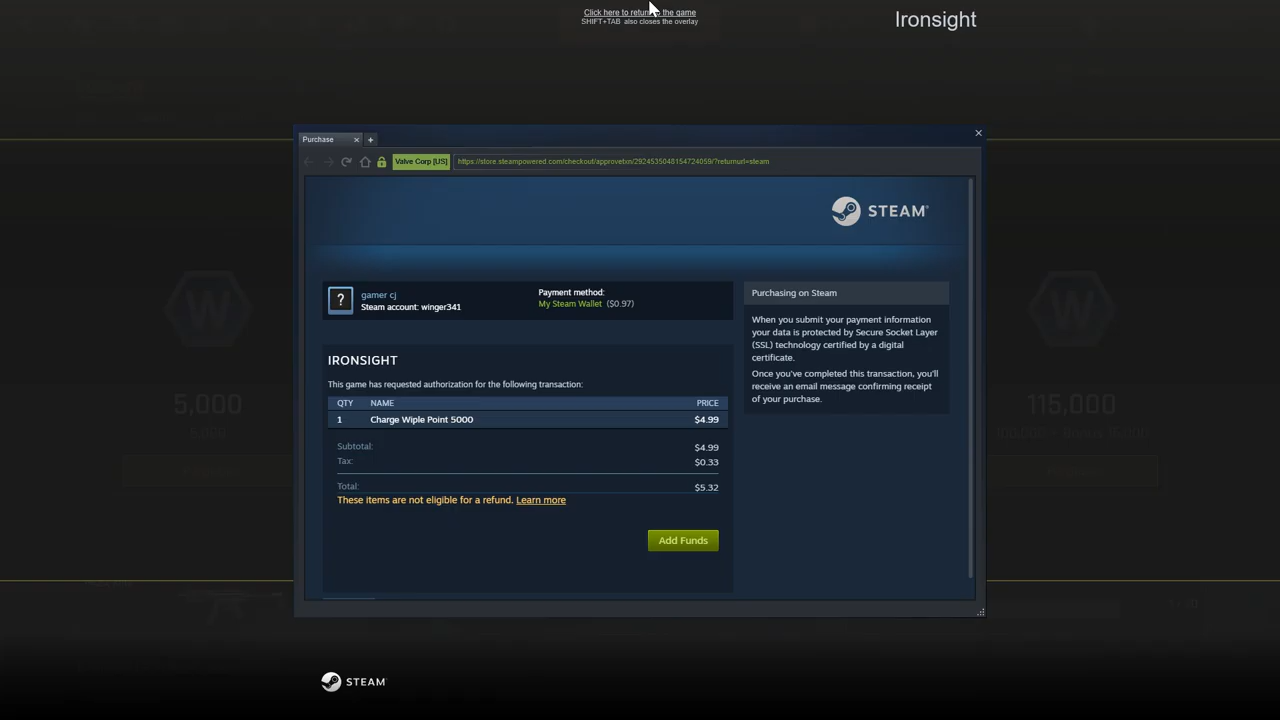 Click here to return to the game
SHIFT+TAB also closes the overlay
Ironsight
Purchase
Valve Corp [US]
https://store.steampowered.com/checkout/approvetxn/2924535048154724059/?returnurl=steam
STEAM®
gamer cj
Steam account: winger341
Payment method:
My Steam Wallet ($0.97)
Purchasing on Steam
When you submit your payment information
your data is protected by Secure Socket Layer
(SSL) technology certified by a digital
certificate.
Once you've completed this transaction, you'll
receive an email message confirming receipt
of your purchase.
IRONSIGHT
This game has requested authorization for the following transaction:
QTY NAME PRICE
1 Charge Wiple Point 5000 $4.99
Subtotal: $4.99
Tax: $0.33
Total: $5.32
These items are not eligible for a refund. Learn more
Add Funds
5,000
115,000
STEAM